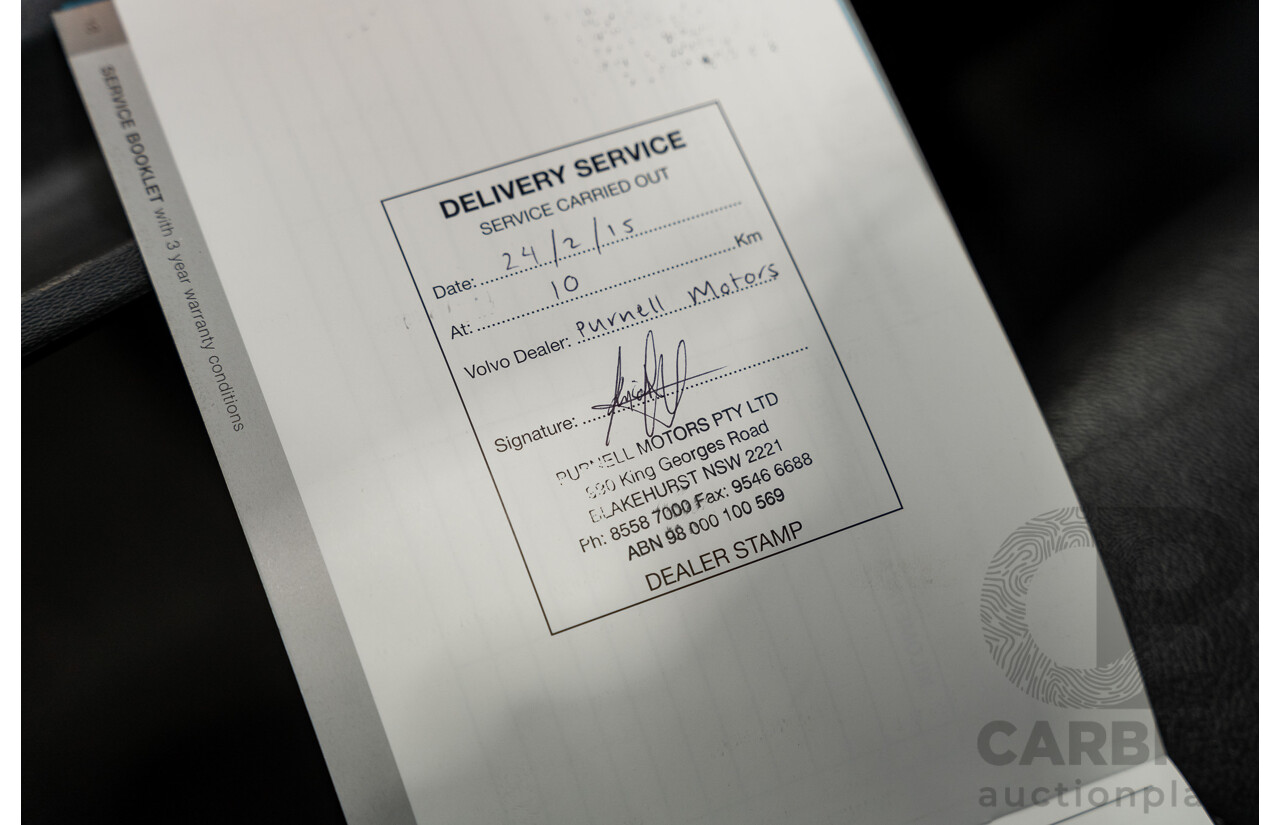 SERVICE BOOKLET with 3 year warranty conditions
DELIVERY SERVICE
SERVICE CARRIED OUT
Date: 24/2/15
At: 10 Km
Volvo Dealer: Purnell Motors
Signature:
PURNELL MOTORS PTY LTD
King Georges Road
BLAKEHURST NSW 2221
Ph: 8558 7000 Fax: 9546 6688
ABN 98 000 100 569
DEALER STAMP
CARBI
auctionpla